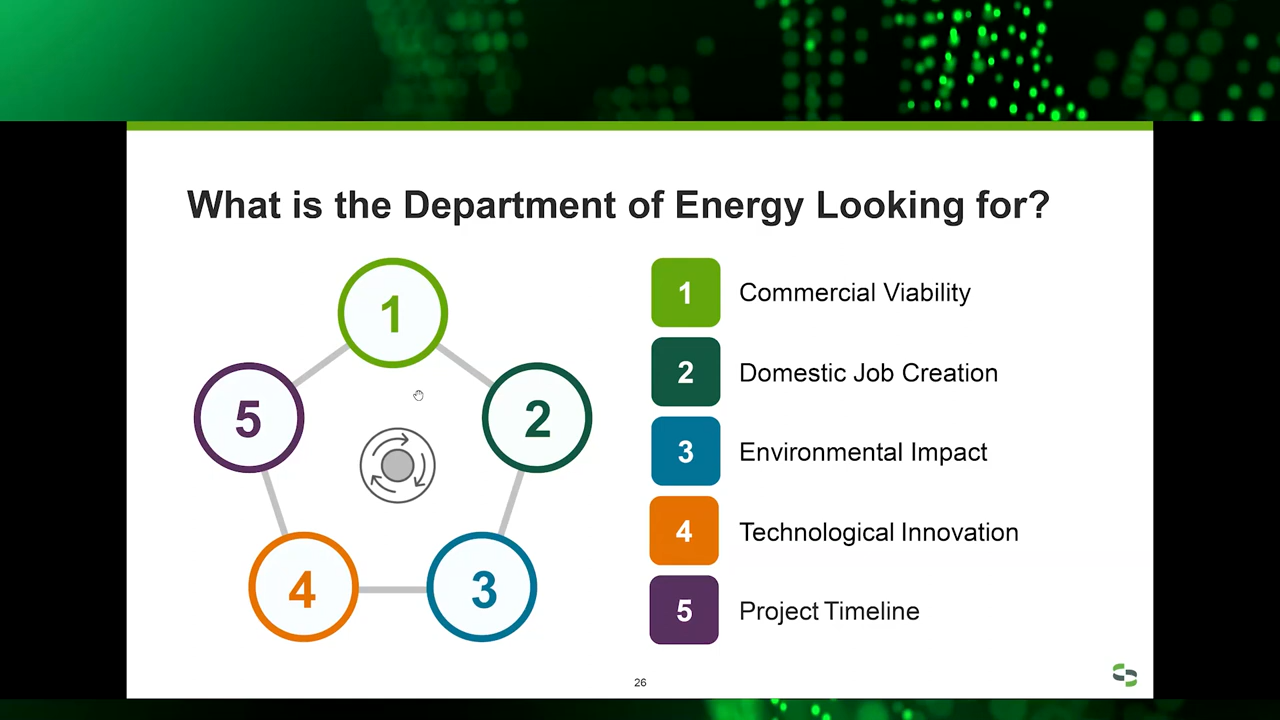 What is the Department of Energy Looking for?
1
2
3
4
5
1 Commercial Viability
2 Domestic Job Creation
3 Environmental Impact
4 Technological Innovation
5 Project Timeline
26